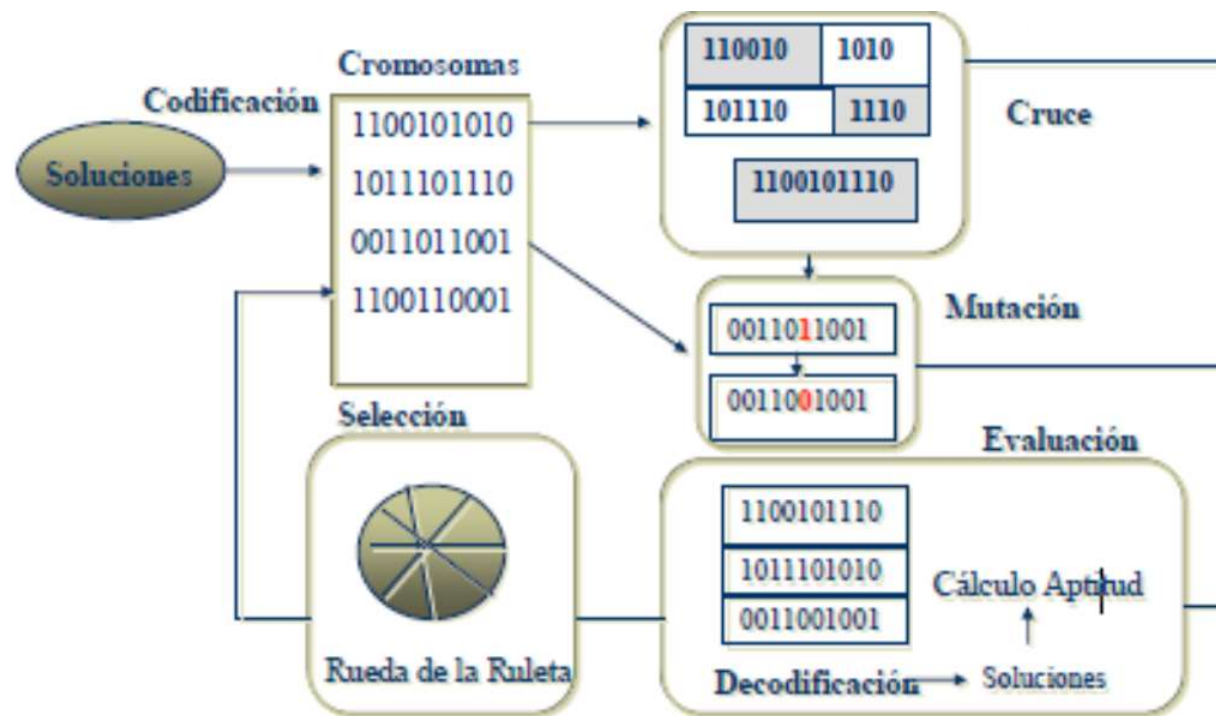 Cromosomas
Codificación
Soluciones
1100101010
1011101110
0011011001
1100110001
110010 1010
101110 1110
1100101110
Cruce
Mutación
0011011001
0011001001
Selección
Rueda de la Ruleta
Evaluación
1100101110
1011101010
0011001001
Cálculo Aptitud
Decodificación
Soluciones